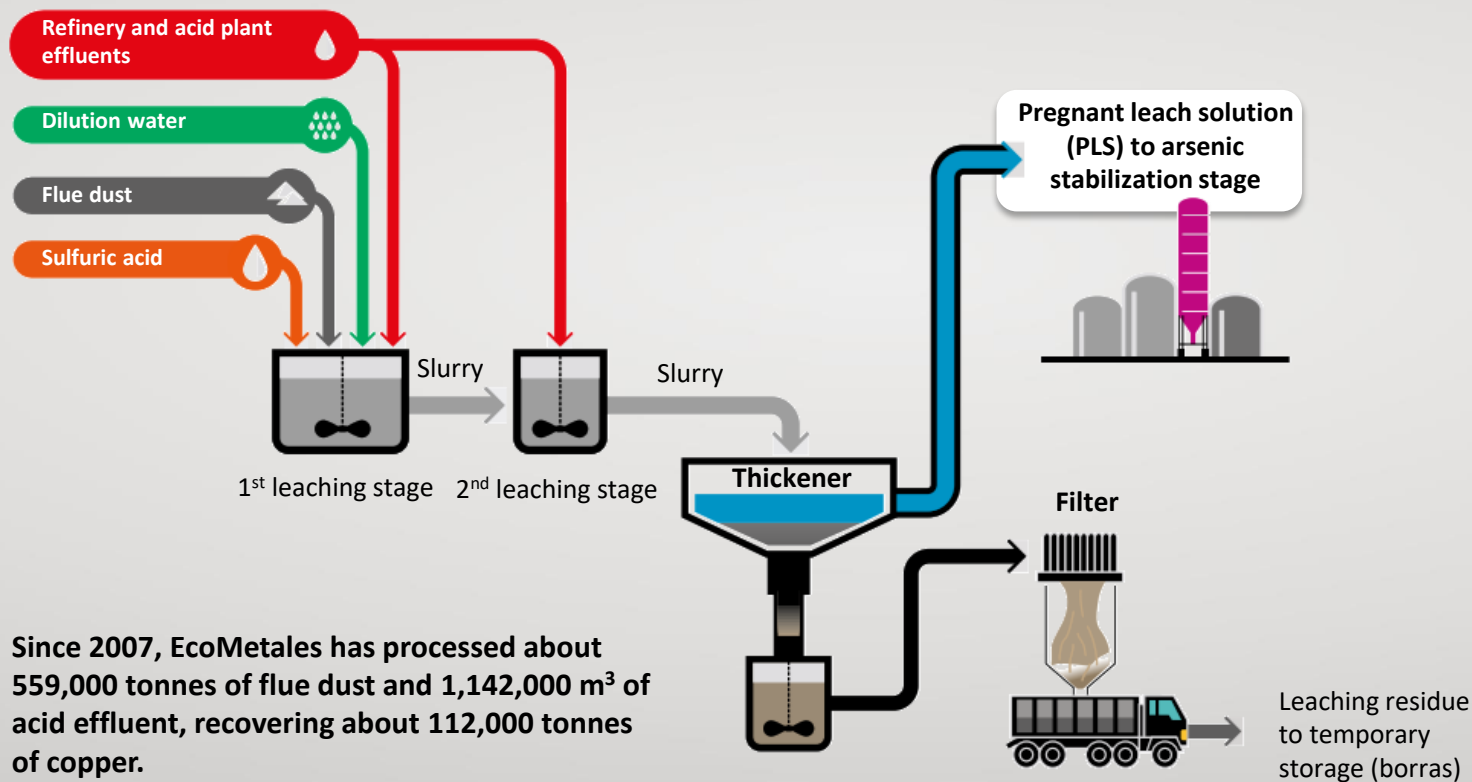 Refinery and acid plant
effluents
Dilution water
Flue dust
Sulfuric acid
Pregnant leach solution
(PLS) to arsenic
stabilization stage
Slurry
Slurry
1st leaching stage
2nd leaching stage
Thickener
Filter
Since 2007, EcoMetales has processed about
559,000 tonnes of flue dust and 1,142,000 m³ of
acid effluent, recovering about 112,000 tonnes
of copper.
Leaching residue
to temporary
storage (borras)